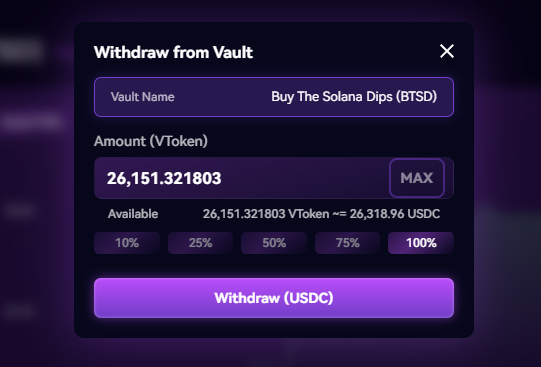 Withdraw from Vault
Vault Name Buy The Solana Dips (BTSD)
Amount (VToken)
26,151.321803 MAX
Available 26,151.321803 VToken ~= 26,318.96 USDC
10% 25% 50% 75% 100%
Withdraw (USDC)